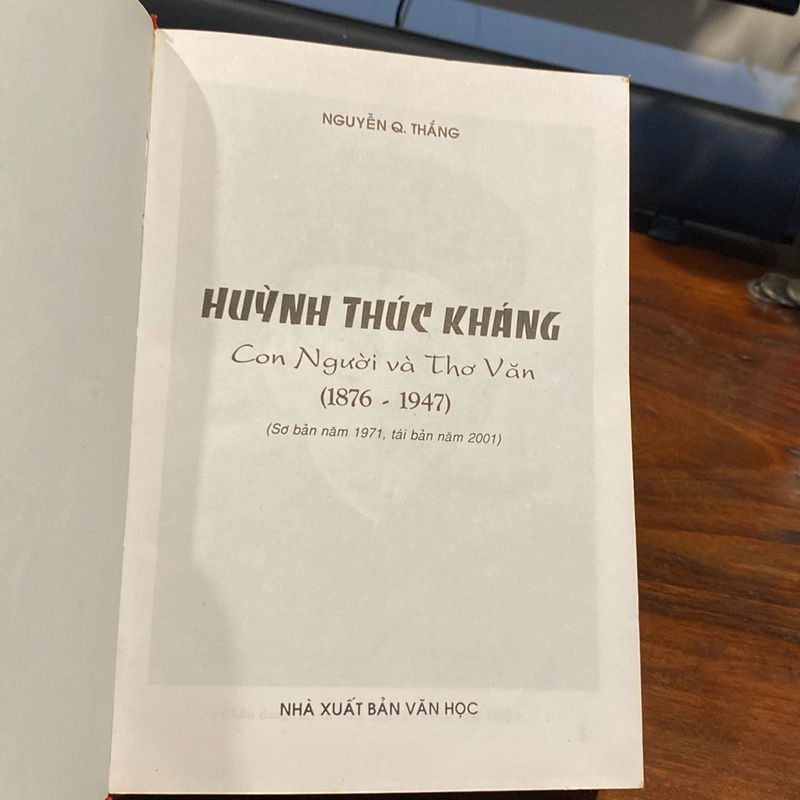 NGUYỄN Q. THẮNG
HUỲNH THÚC KHÁNG
Con Người và Thơ Văn
(1876 - 1947)
(Sơ bản năm 1971, tái bản năm 2001)
NHÀ XUẤT BẢN VĂN HỌC